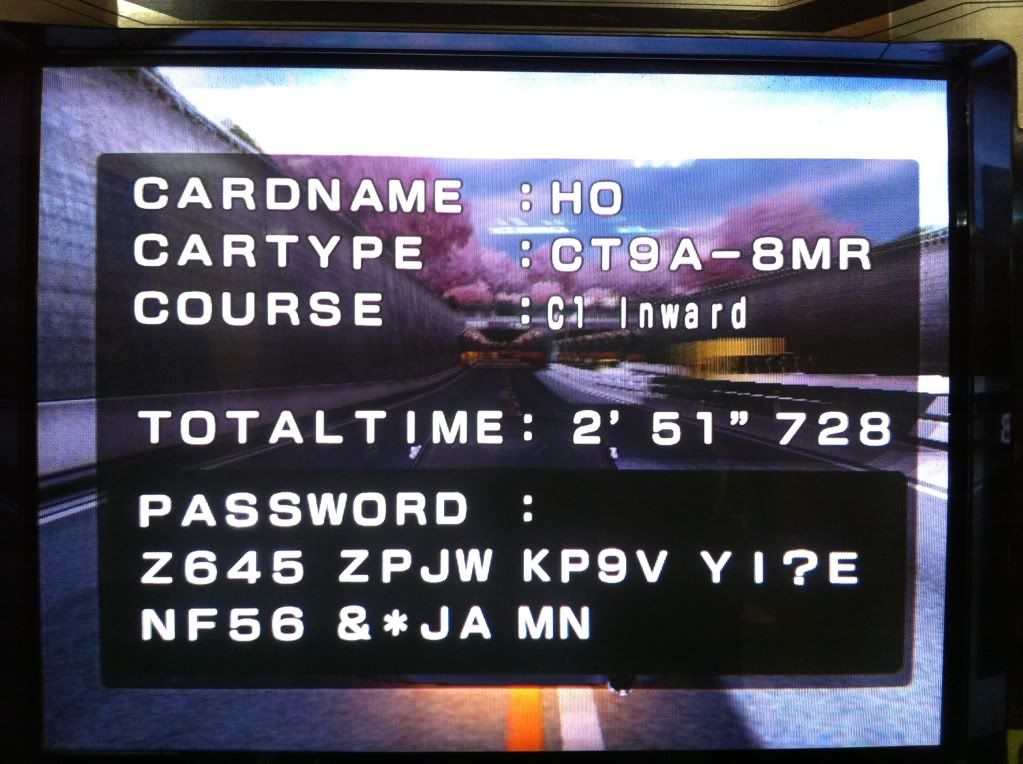 CARDNAME :HO
CARTYPE :CT9A-8MR
COURSE :C1 Inward
TOTALTIME: 2' 51" 728
PASSWORD :
Z645 ZPJW KP9V YI?E
NF56 &*JA MN